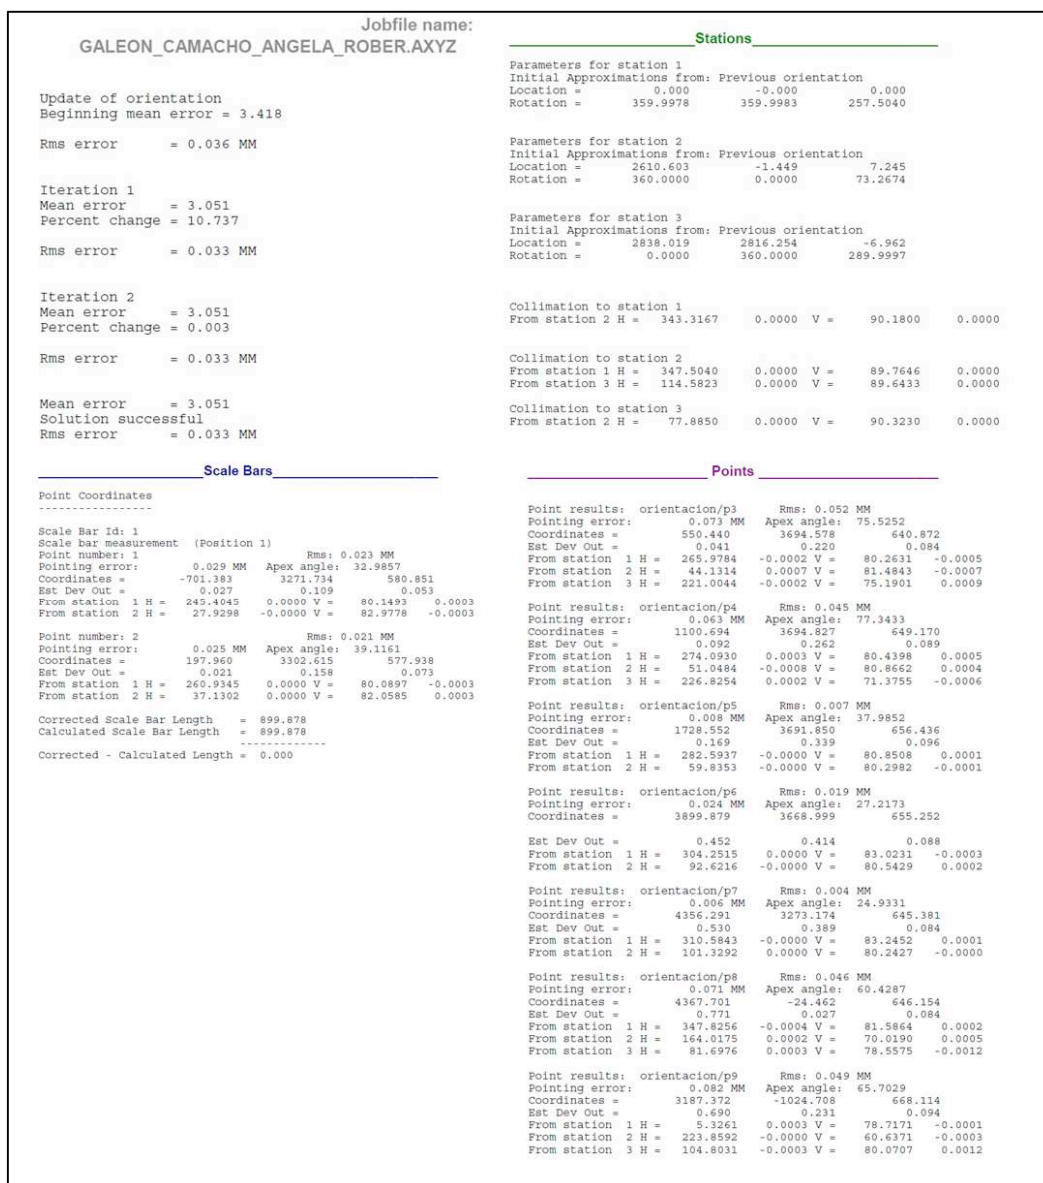 Jobfile name:
GALEON_CAMACHO_ANGELA_ROBER.AXYZ
Update of orientation
Beginning mean error = 3.418
Rms error = 0.036 MM
Iteration 1
Mean error = 3.051
Percent change = 10.737
Rms error = 0.033 MM
Iteration 2
Mean error = 3.051
Percent change = 0.003
Rms error = 0.033 MM
Mean error = 3.051
Solution successful
Rms error = 0.033 MM
Stations
Parameters for station 1
Initial Approximations from: Previous orientation
Location = 0.000 -0.000 0.000
Rotation = 359.9978 359.9983 257.5040
Parameters for station 2
Initial Approximations from: Previous orientation
Location = 2610.603 -1.449 7.245
Rotation = 360.0000 0.0000 73.2674
Parameters for station 3
Initial Approximations from: Previous orientation
Location = 2838.019 2816.254 -6.962
Rotation = 0.0000 360.0000 289.9997
Collimation to station 1
From station 2 H = 343.3167 0.0000 V = 90.1800 0.0000
Collimation to station 2
From station 1 H = 347.5040 0.0000 V = 89.7646 0.0000
From station 3 H = 114.5823 0.0000 V = 89.6433 0.0000
Collimation to station 3
From station 2 H = 77.8850 0.0000 V = 90.3230 0.0000
Scale Bars
Point Coordinates
-----------------
Scale Bar Id: 1
Scale bar measurement (Position 1)
Point number: 1 Rms: 0.023 MM
Pointing error: 0.029 MM Apex angle: 32.9857
Coordinates = -701.383 3271.734 580.851
Est Dev Out = 0.027 0.109 0.053
From station 1 H = 245.4045 0.0000 V = 80.1493 0.0003
From station 2 H = 27.9298 -0.0000 V = 82.9778 -0.0003
Point number: 2 Rms: 0.021 MM
Pointing error: 0.025 MM Apex angle: 39.1161
Coordinates = 197.960 3302.615 577.938
Est Dev Out = 0.021 0.158 0.073
From station 1 H = 260.9345 0.0000 V = 80.0897 -0.0003
From station 2 H = 37.1302 0.0000 V = 82.0585 0.0003
Corrected Scale Bar Length = 899.878
Calculated Scale Bar Length = 899.878
-------------
Corrected - Calculated Length = 0.000
Points
Point results: orientacion/p3 Rms: 0.052 MM
Pointing error: 0.073 MM Apex angle: 75.5252
Coordinates = 550.440 3694.578 640.872
Est Dev Out = 0.041 0.220 0.084
From station 1 H = 265.9784 -0.0002 V = 80.2631 -0.0005
From station 2 H = 44.1314 0.0007 V = 81.4843 -0.0007
From station 3 H = 221.0044 -0.0002 V = 75.1901 0.0009
Point results: orientacion/p4 Rms: 0.045 MM
Pointing error: 0.063 MM Apex angle: 77.3433
Coordinates = 1100.694 3694.827 649.170
Est Dev Out = 0.092 0.262 0.089
From station 1 H = 274.0930 0.0003 V = 80.4398 0.0005
From station 2 H = 51.0484 -0.0008 V = 80.8662 0.0004
From station 3 H = 226.8254 0.0002 V = 71.3755 -0.0006
Point results: orientacion/p5 Rms: 0.007 MM
Pointing error: 0.008 MM Apex angle: 37.9852
Coordinates = 1728.552 3691.850 656.436
Est Dev Out = 0.169 0.339 0.096
From station 1 H = 282.5937 -0.0000 V = 80.8508 0.0001
From station 2 H = 59.8353 -0.0000 V = 80.2982 -0.0001
Point results: orientacion/p6 Rms: 0.019 MM
Pointing error: 0.024 MM Apex angle: 27.2173
Coordinates = 3899.879 3668.999 655.252
Est Dev Out = 0.452 0.414 0.088
From station 1 H = 304.2515 0.0000 V = 83.0231 -0.0003
From station 2 H = 92.6216 -0.0000 V = 80.5429 0.0002
Point results: orientacion/p7 Rms: 0.004 MM
Pointing error: 0.006 MM Apex angle: 24.9331
Coordinates = 4356.291 3273.174 645.381
Est Dev Out = 0.530 0.389 0.084
From station 1 H = 310.5843 -0.0000 V = 83.2452 0.0001
From station 2 H = 101.3292 0.0000 V = 80.2427 -0.0000
Point results: orientacion/p8 Rms: 0.046 MM
Pointing error: 0.071 MM Apex angle: 60.4287
Coordinates = 4367.701 -24.462 646.154
Est Dev Out = 0.771 0.027 0.084
From station 1 H = 347.8256 -0.0004 V = 81.5864 0.0002
From station 2 H = 164.0175 0.0002 V = 70.0190 0.0005
From station 3 H = 81.6976 0.0003 V = 78.5575 -0.0012
Point results: orientacion/p9 Rms: 0.049 MM
Pointing error: 0.082 MM Apex angle: 65.7029
Coordinates = 3187.372 -1024.708 668.114
Est Dev Out = 0.690 0.231 0.094
From station 1 H = 5.3261 0.0003 V = 78.7171 -0.0001
From station 2 H = 223.8592 -0.0000 V = 60.6371 -0.0003
From station 3 H = 104.8031 -0.0003 V = 80.0707 0.0012